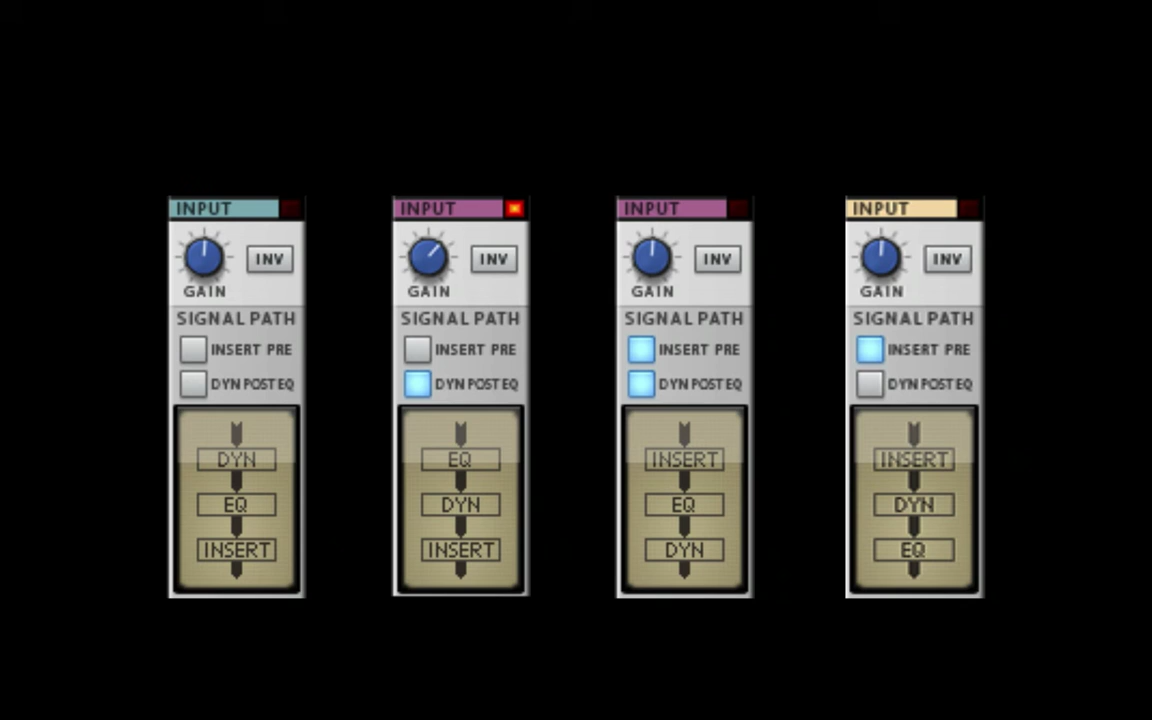 INPUT
INV
GAIN
SIGNAL PATH
INSERT PRE
DYN POST EQ
DYN
EQ
INSERT
INPUT
INV
GAIN
SIGNAL PATH
INSERT PRE
DYN POST EQ
EQ
DYN
INSERT
INPUT
INV
GAIN
SIGNAL PATH
INSERT PRE
DYN POST EQ
INSERT
EQ
DYN
INPUT
INV
GAIN
SIGNAL PATH
INSERT PRE
DYN POST EQ
INSERT
DYN
EQ